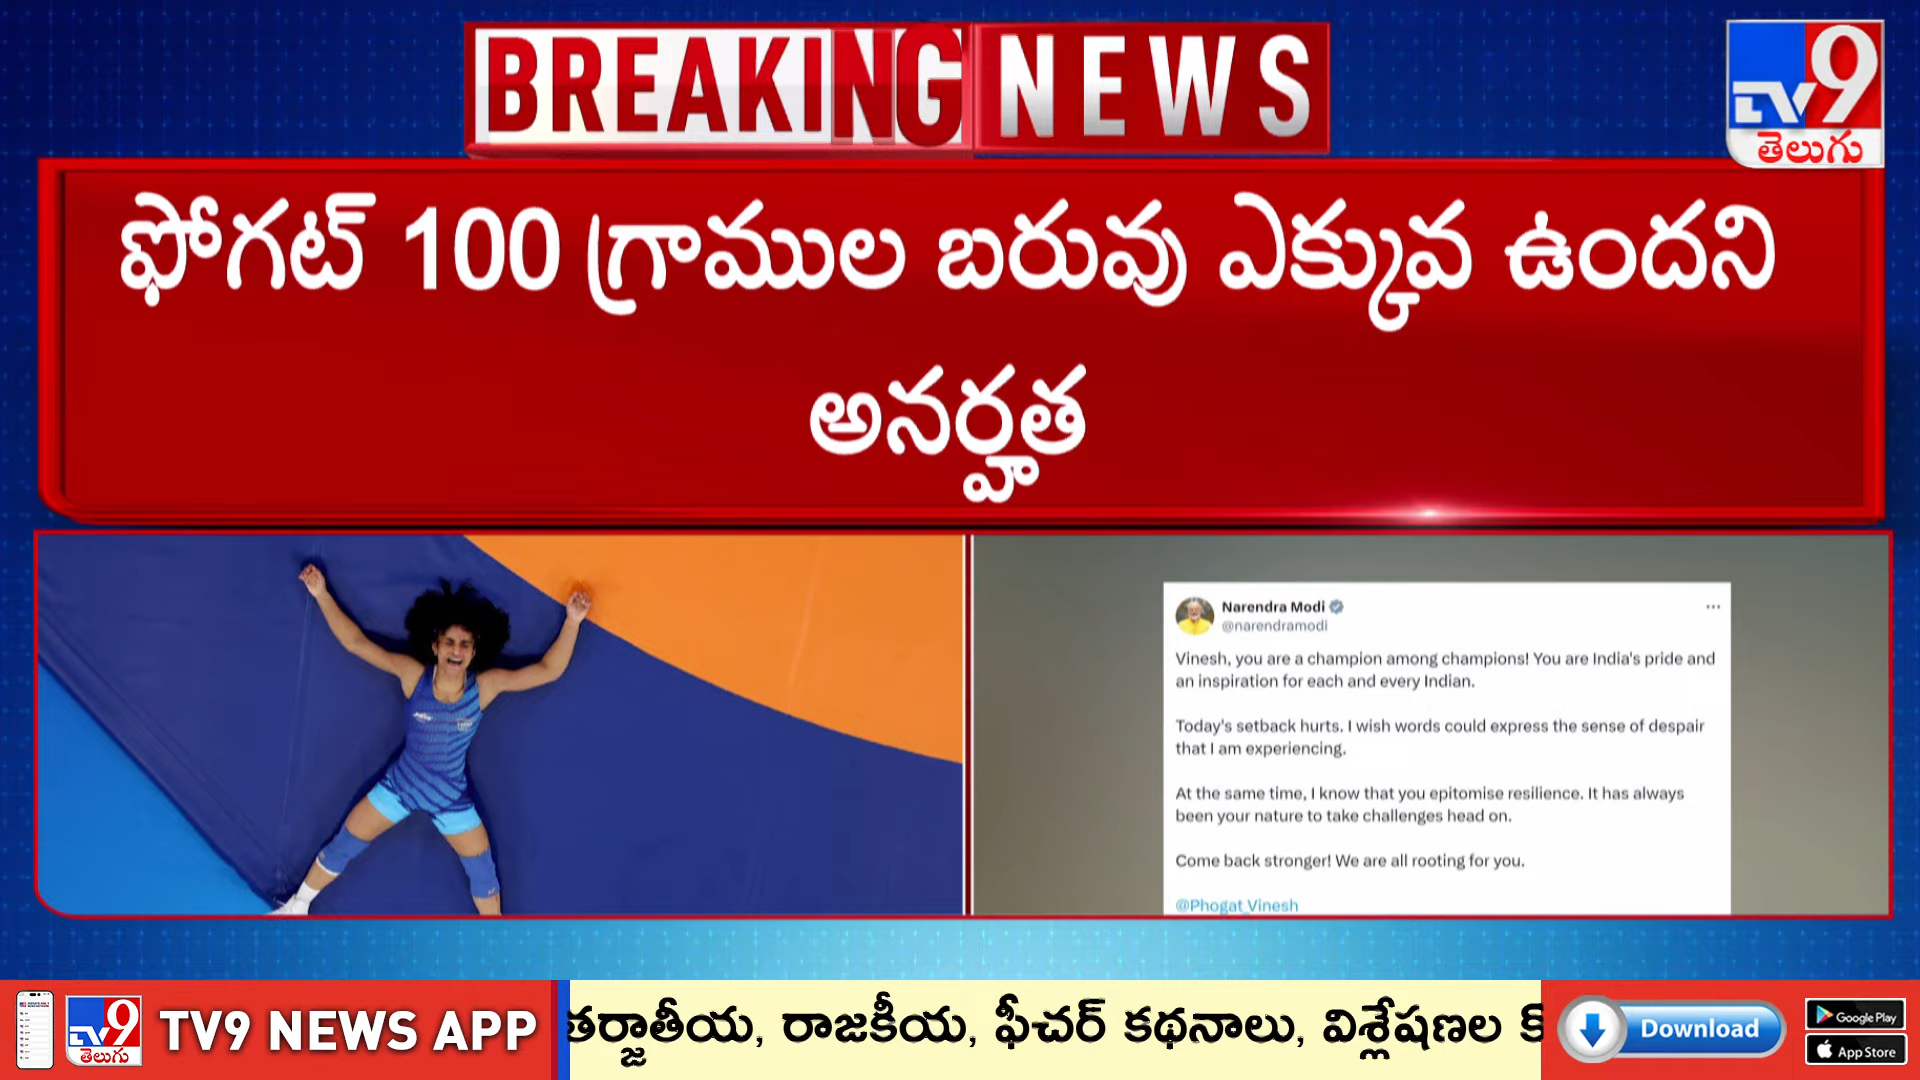 BREAKING NEWS
TV9
తెలుగు
ఫోగట్ 100 గ్రాముల బరువు ఎక్కువ ఉందని
అనర్హత
Narendra Modi
@narendramodi
Vinesh, you are a champion among champions! You are India's pride and
an inspiration for each and every Indian.
Today's setback hurts. I wish words could express the sense of despair
that I am experiencing.
At the same time, I know that you epitomise resilience. It has always
been your nature to take challenges head on.
Come back stronger! We are all rooting for you.
@Phogat_Vinesh
TV9
తెలుగు
TV9 NEWS APP
తర్జాతీయ, రాజకీయ, ఫీచర్ కథనాలు, విశ్లేషణల
Download
Google Play
App Store